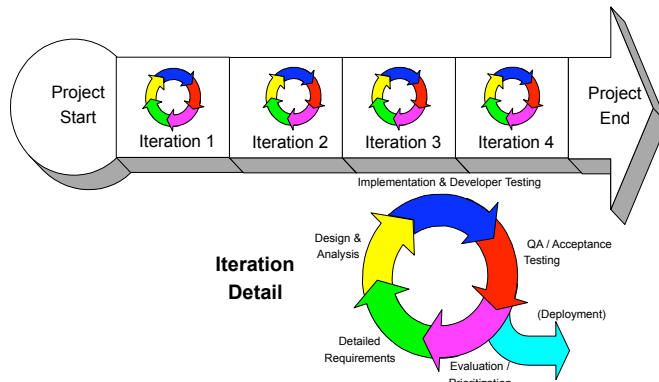 Project
Start
Iteration 1
Iteration 2
Iteration 3
Iteration 4
Project
End
Implementation & Developer Testing
Design &
Analysis
QA / Acceptance
Testing
Iteration
Detail
(Deployment)
Detailed
Requirements
Evaluation /
Prioritization